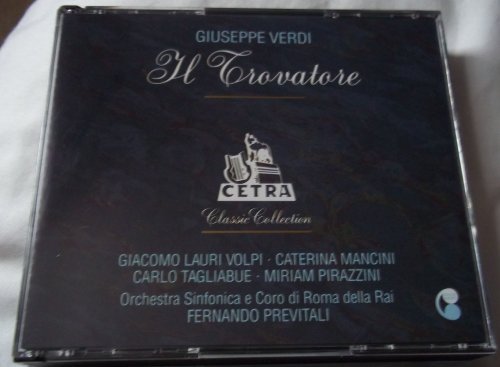 GIUSEPPE VERDI
Il Trovatore
CETRA
Classic Collection
GIACOMO LAURI VOLPI · CATERINA MANCINI
CARLO TAGLIABUE · MIRIAM PIRAZZINI
Orchestra Sinfonica e Coro di Roma della Rai
FERNANDO PREVITALI